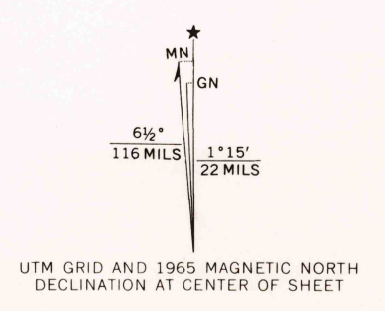 MN
GN
6½°
116 MILS
1°15′
22 MILS
UTM GRID AND 1965 MAGNETIC NORTH
DECLINATION AT CENTER OF SHEET